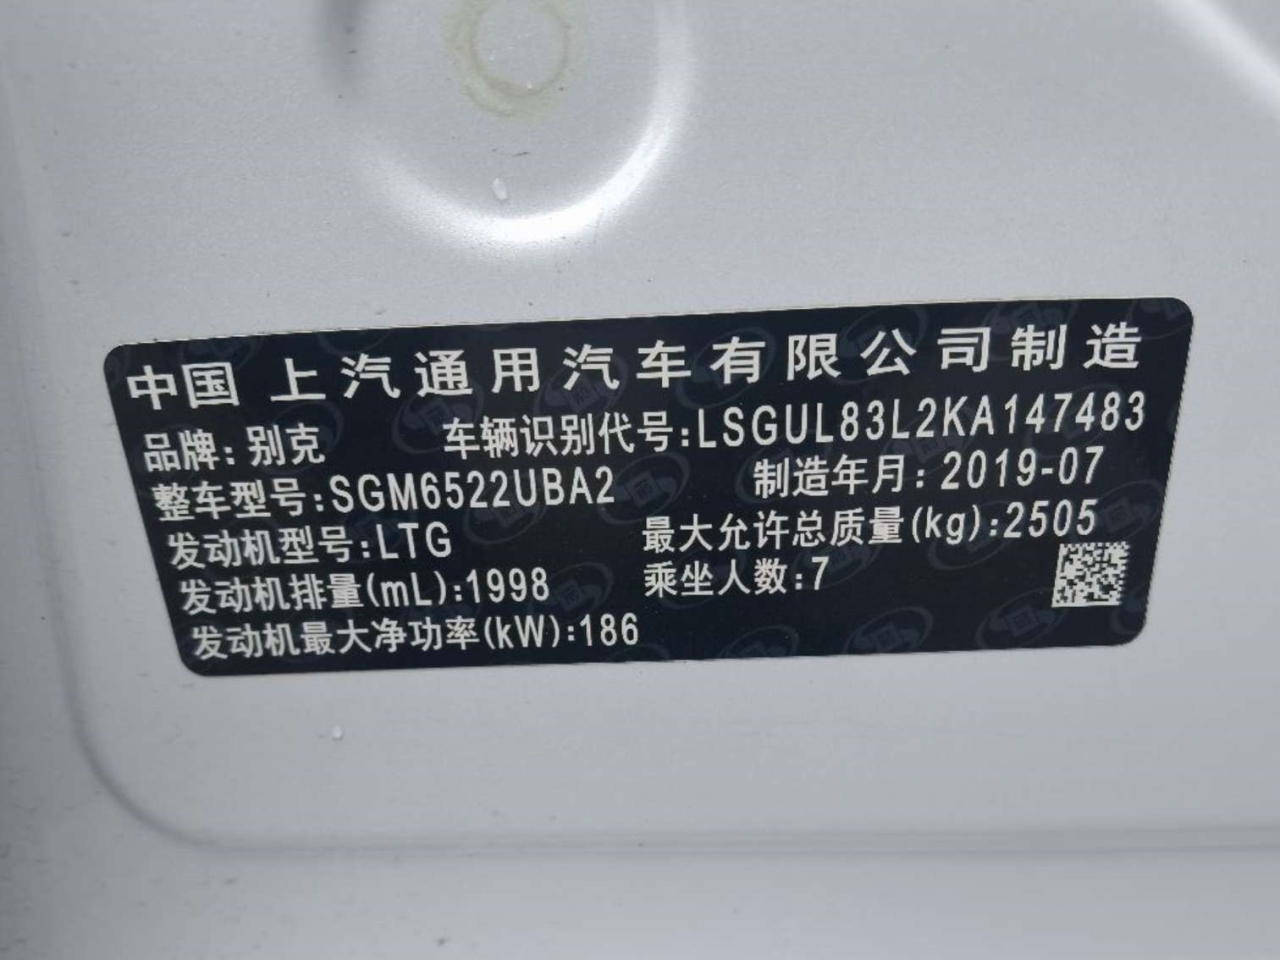 中国 上汽通用汽车有限公司制造
品牌:别克 车辆识别代号:LSGUL83L2KA147483
整车型号:SGM6522UBA2 制造年月:2019-07
发动机型号:LTG 最大允许总质量(kg):2505
发动机排量(mL):1998 乘坐人数:7
发动机最大净功率(kW):186